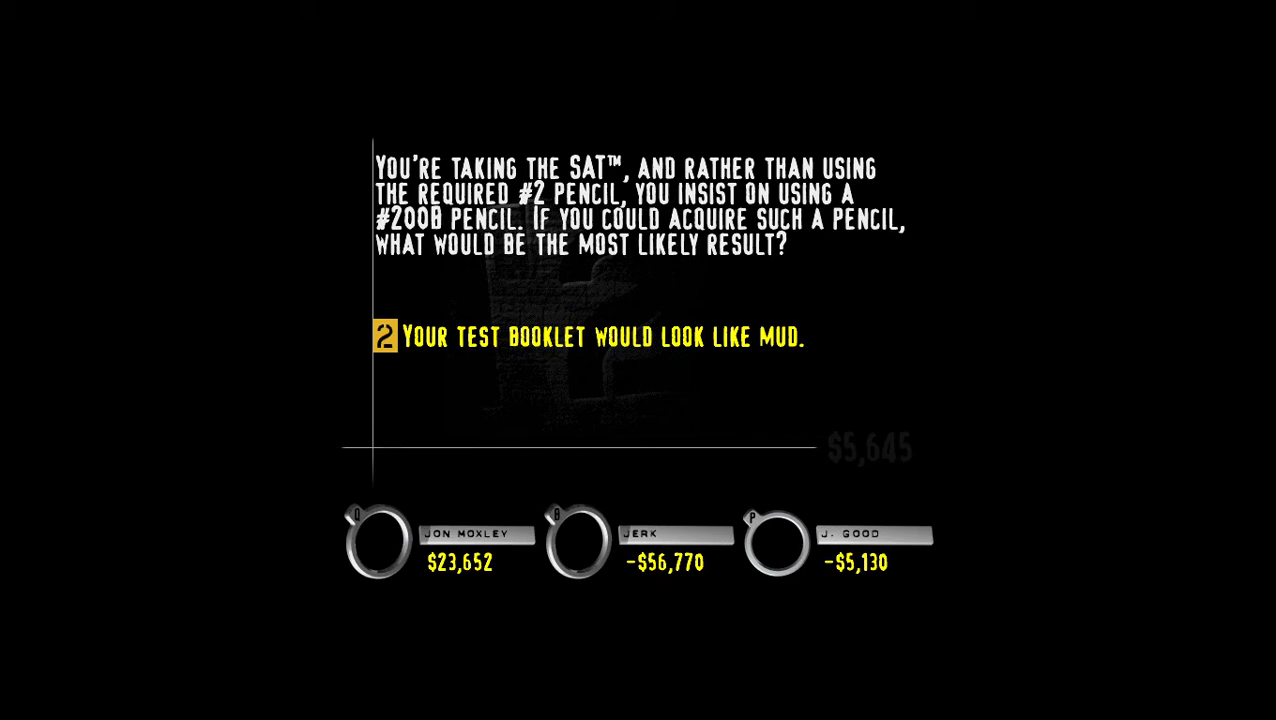 YOU'RE TAKING THE SAT™, AND RATHER THAN USING
THE REQUIRED #2 PENCIL, YOU INSIST ON USING A
#200B PENCIL. IF YOU COULD ACQUIRE SUCH A PENCIL,
WHAT WOULD BE THE MOST LIKELY RESULT?
2 YOUR TEST BOOKLET WOULD LOOK LIKE MUD.
$5,645
Q JON MOXLEY B JERK P J. GOOD
$23,652 -$56,770 -$5,130